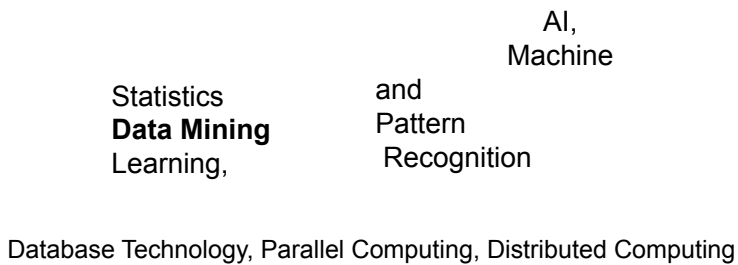 AI,
Machine
Statistics
Data Mining
Learning,
and
Pattern
Recognition
Database Technology, Parallel Computing, Distributed Computing